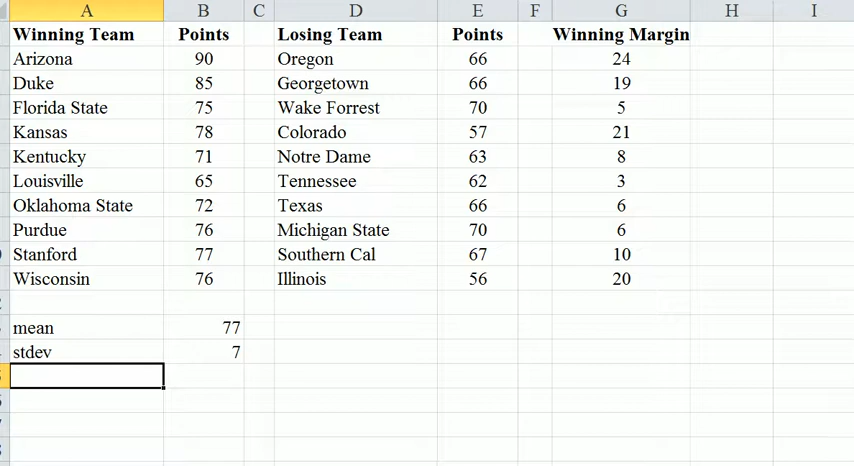 A B C D E F G H I
Winning Team Points Losing Team Points Winning Margin
Arizona 90 Oregon 66 24
Duke 85 Georgetown 66 19
Florida State 75 Wake Forrest 70 5
Kansas 78 Colorado 57 21
Kentucky 71 Notre Dame 63 8
Louisville 65 Tennessee 62 3
Oklahoma State 72 Texas 66 6
Purdue 76 Michigan State 70 6
Stanford 77 Southern Cal 67 10
Wisconsin 76 Illinois 56 20
mean 77
stdev 7